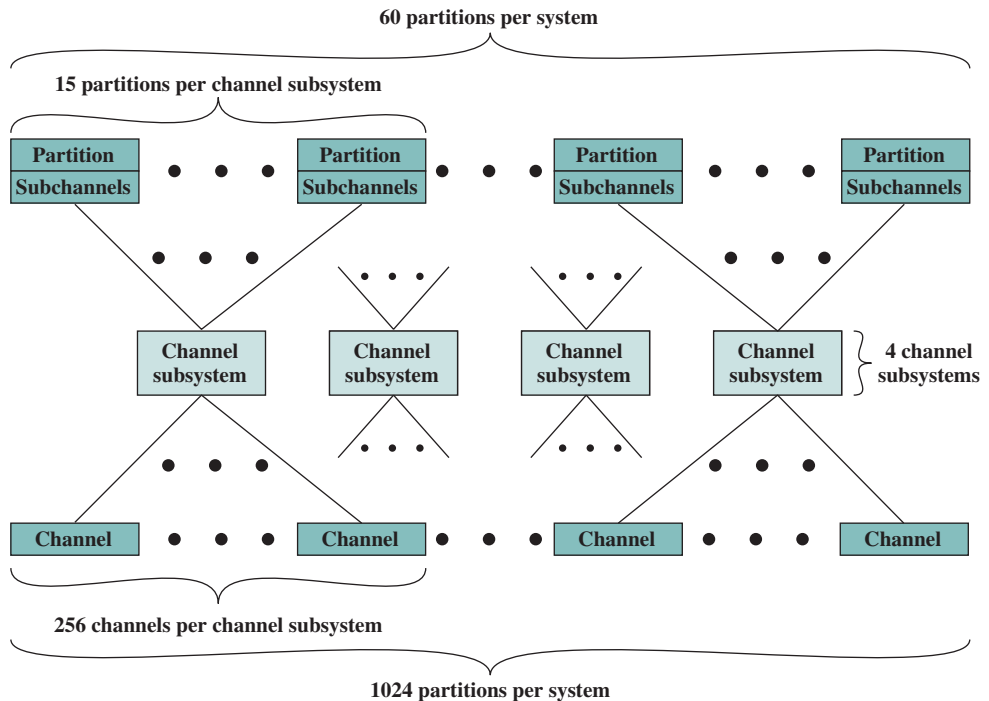 60 partitions per system
15 partitions per channel subsystem
Partition
Subchannels
Partition
Subchannels
Partition
Subchannels
Partition
Subchannels
Channel
subsystem
Channel
subsystem
Channel
subsystem
Channel
subsystem
4 channel
subsystems
Channel
Channel
Channel
Channel
256 channels per channel subsystem
1024 partitions per system